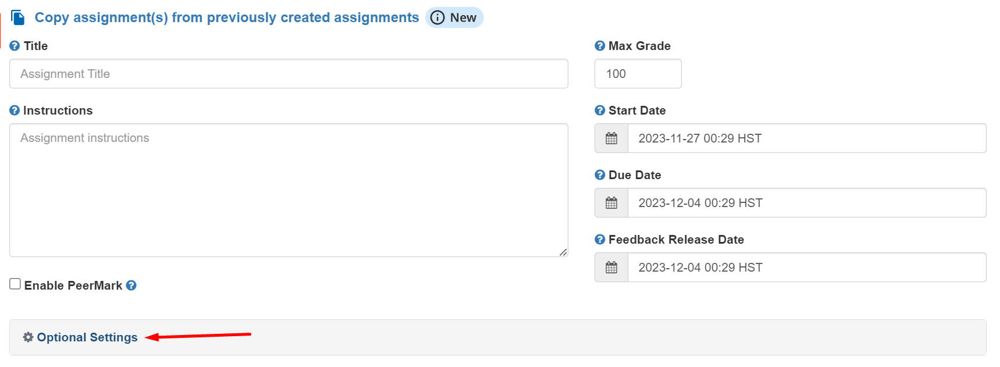 Copy assignment(s) from previously created assignments New
Title
Assignment Title
Instructions
Assignment instructions
Enable PeerMark
Max Grade
100
Start Date
2023-11-27 00:29 HST
Due Date
2023-12-04 00:29 HST
Feedback Release Date
2023-12-04 00:29 HST
Optional Settings